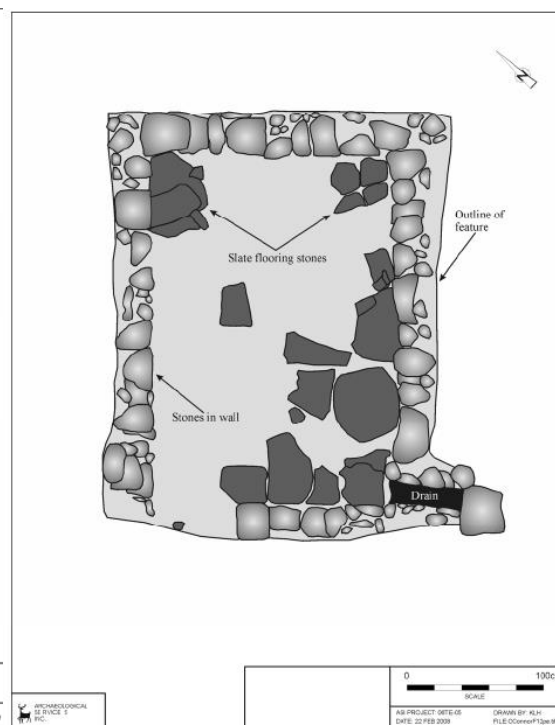 N
Outline of
feature
Slate flooring stones
Stones in wall
Drain
0 100c
SCALE
DRAWN BY: KLH
DATE: 22 FEB 2008
ARCHAEOLOGICAL
SERVICES
INC.